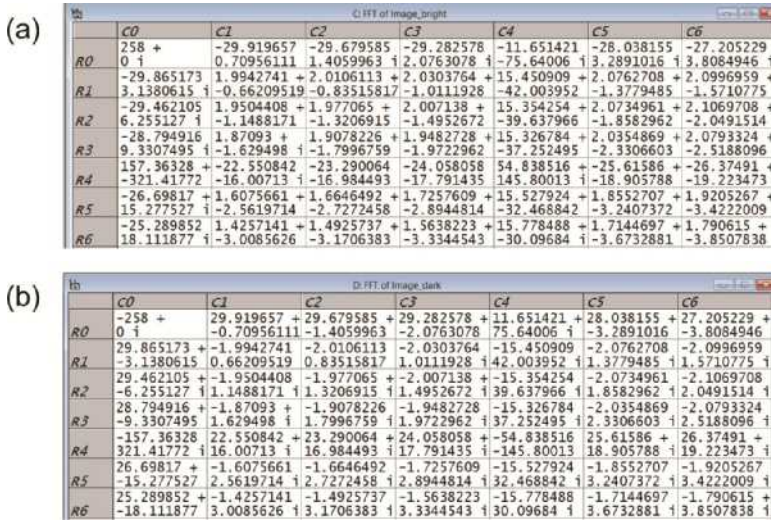 (a)
C: FFT of Image_bright
C0 C1 C2 C3 C4 C5 C6
258 + -29.919657 -29.679585 -29.282578 -11.651421 -28.038155 -27.205229
R0 0 i 0.70956111 1.4059963 i 2.0763078 i -75.64006 i 3.2891016 i 3.8084946 i
-29.865173 + 1.9942741 + 2.0106113 + 2.0303764 + 15.450909 + 2.0762708 + 2.0996959 +
R1 3.1380615 i -0.66209519 -0.83515817 -1.0111928 -42.003952 -1.3779485 -1.5710775
-29.462105 1.9504408 + 1.977065 + 2.007138 + 15.354254 + 2.0734961 + 2.1069708 +
R2 6.255127 i -1.1488171 -1.3206915 -1.4952672 -39.637966 -1.8582962 -2.0491514
-28.794916 1.87093 + 1.9078226 + 1.9482728 + 15.326784 + 2.0354869 + 2.0793324 +
R3 9.3307495 i -1.629498 i -1.7996759 -1.9722962 -37.252495 -2.3306603 -2.5188096
157.36328 + -22.550842 -23.290064 -24.058058 54.838516 + -25.61586 + -26.37491 +
R4 -321.41772 -16.00713 i -16.984493 -17.791435 145.80013 i -18.905788 -19.223473
-26.69817 + 1.6075661 + 1.6646492 + 1.7257609 + 15.527924 + 1.8552707 + 1.9205267 +
R5 15.277527 i -2.5619714 -2.7272458 -2.8944814 -32.468842 -3.2407372 -3.4222009
-25.289852 1.4257141 + 1.4925737 + 1.5638223 + 15.778488 + 1.7144697 + 1.790615 +
R6 18.111877 i -3.0085626 -3.1706383 -3.3344543 -30.09684 i -3.6732881 -3.8507838
(b)
D: FFT of Image_dark
C0 C1 C2 C3 C4 C5 C6
-258 + 29.919657 + 29.679585 + 29.282578 + 11.651421 + 28.038155 + 27.205229 +
R0 0 i -0.70956111 -1.4059963 -2.0763078 75.64006 i -3.2891016 -3.8084946
29.865173 + -1.9942741 -2.0106113 -2.0303764 -15.450909 -2.0762708 -2.0996959
R1 -3.1380615 0.66209519 0.83515817 1.0111928 i 42.003952 i 1.3779485 i 1.5710775 i
29.462105 + -1.9504408 -1.977065 + -2.007138 + -15.354254 -2.0734961 -2.1069708
R2 -6.255127 i 1.1488171 i 1.3206915 i 1.4952672 i 39.637966 i 1.8582962 i 2.0491514 i
28.794916 + -1.87093 + -1.9078226 -1.9482728 -15.326784 -2.0354869 -2.0793324
R3 -9.3307495 1.629498 i 1.7996759 i 1.9722962 i 37.252495 i 2.3306603 i 2.5188096 i
-157.36328 22.550842 + 23.290064 + 24.058058 + -54.838516 25.61586 + 26.37491 +
R4 321.41772 i 16.00713 i 16.984493 i 17.791435 i -145.80013 18.905788 i 19.223473 i
26.69817 + -1.6075661 -1.6646492 -1.7257609 -15.527924 -1.8552707 -1.9205267
R5 -15.277527 2.5619714 i 2.7272458 i 2.8944814 i 32.468842 i 3.2407372 i 3.4222009 i
25.289852 + -1.4257141 -1.4925737 -1.5638223 -15.778488 -1.7144697 -1.790615 +
R6 -18.111877 3.0085626 i 3.1706383 i 3.3344543 i 30.09684 i 3.6732881 i 3.8507838 i